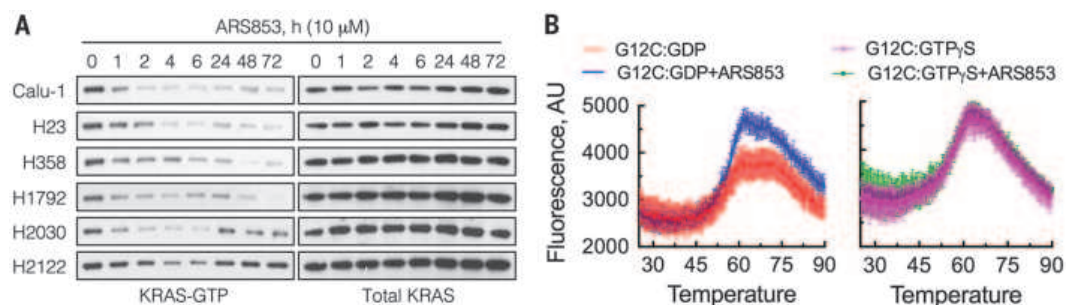 A
ARS853, h (10 μM)
0 1 2 4 6 24 48 72 0 1 2 4 6 24 48 72
Calu-1
H23
H358
H1792
H2030
H2122
KRAS-GTP Total KRAS
B
G12C:GDP G12C:GTPγS
G12C:GDP+ARS853 G12C:GTPγS+ARS853
Fluorescence, AU
5000
4000
3000
2000
30 45 60 75 90 30 45 60 75 90
Temperature Temperature